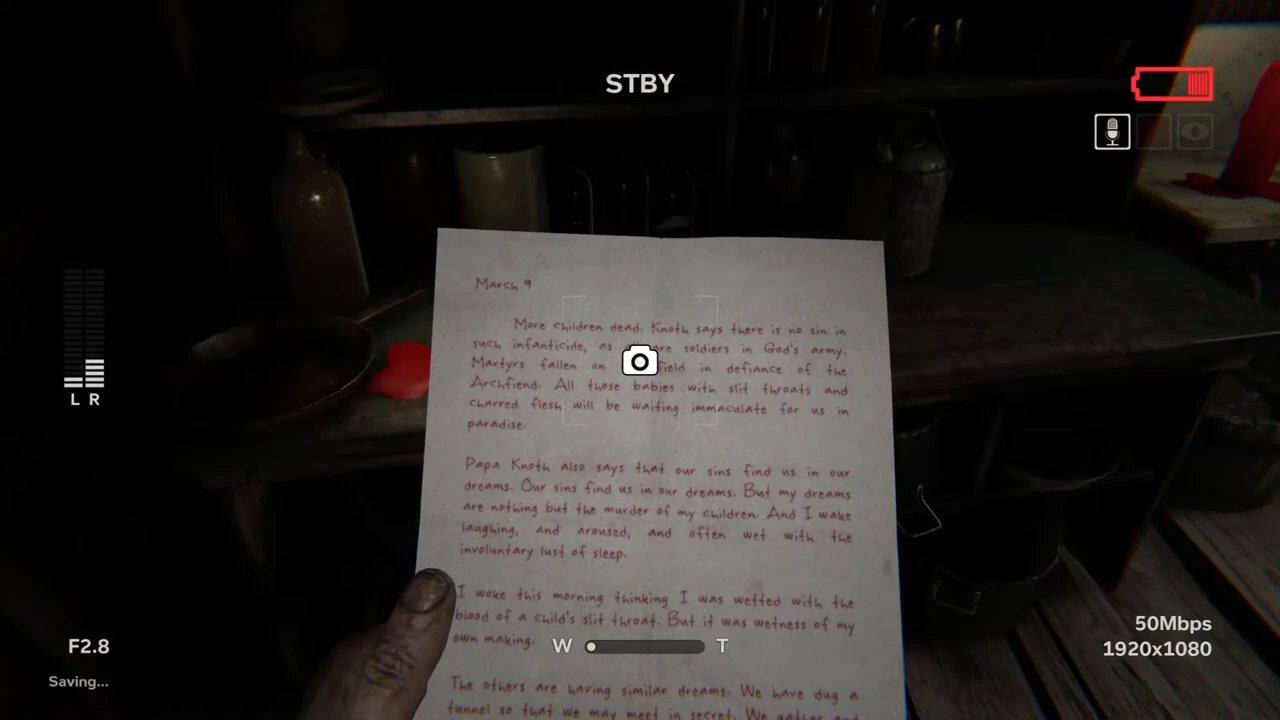 STBY
March 9
More children dead. Knoth says there is no sin in
such infanticide, as are soldiers in God's army.
Martyrs fallen on field in defiance of the
Archfiend. All those babies with slit throats and
charred flesh will be waiting immaculate for us in
paradise.
Papa Knoth also says that our sins find us in our
dreams. Our sins find us in our dreams. But my dreams
are nothing but the murder of my children. And I wake
laughing, and aroused, and often wet with the
involuntary lust of sleep.
I woke this morning thinking I was wetted with the
blood of a child's slit throat. But it was wetness of my
own making.
The others are having similar dreams. We have dug a
tunnel so that we may meet in secret. We gather and
L R
F2.8
Saving...
W T
50Mbps
1920x1080